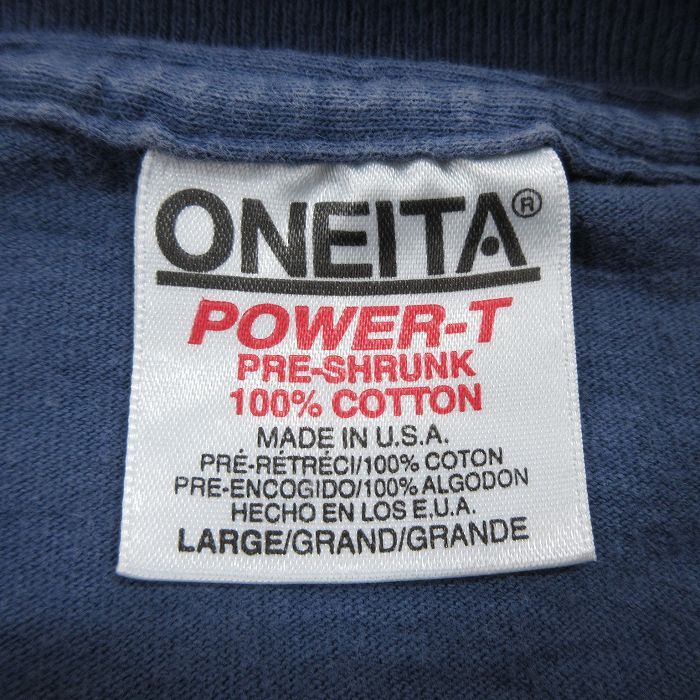 ONEITA®
POWER-T
PRE-SHRUNK
100% COTTON
MADE IN U.S.A.
PRÉ-RÉTRÉCI/100% COTON
PRE-ENCOGIDO/100% ALGODON
HECHO EN LOS E.U.A.
LARGE/GRAND/GRANDE